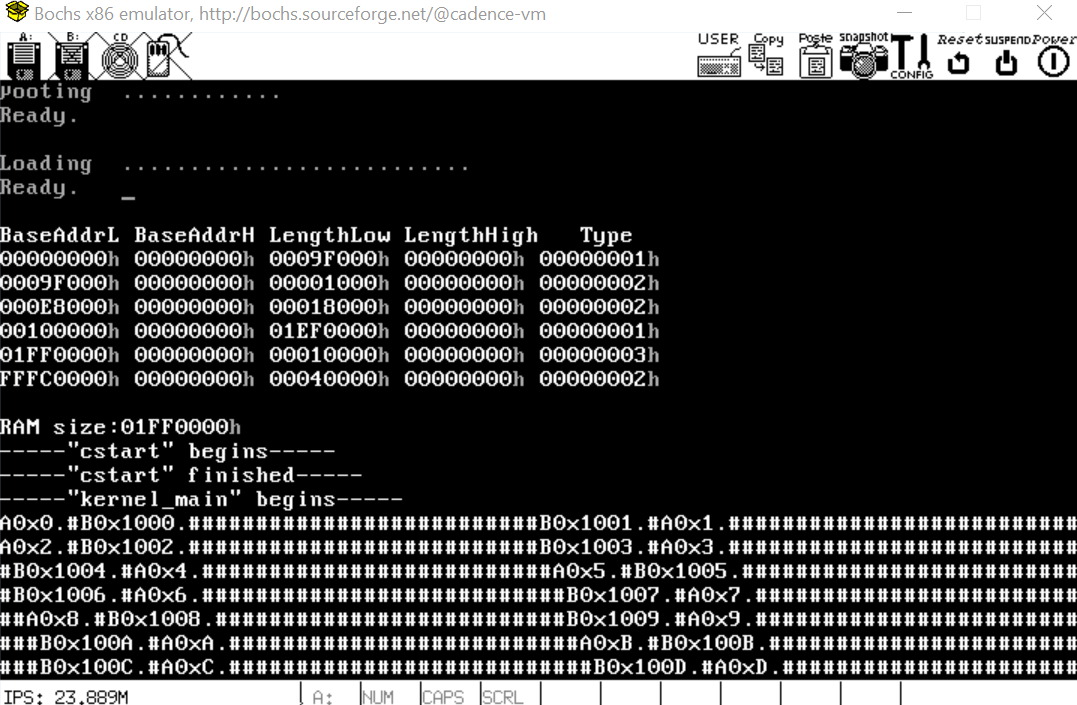 Bochs x86 emulator, http://bochs.sourceforge.net/@cadence-vm
A: B: CD USER Copy Paste snapshot CONFIG Reset SUSPEND Power
Booting  ............
Ready.
Loading  ..........................
Ready.   _
BaseAddrL BaseAddrH LengthLow LengthHigh   Type
00000000h 00000000h 0009F000h 00000000h 00000001h
0009F000h 00000000h 00001000h 00000000h 00000002h
000E8000h 00000000h 00018000h 00000000h 00000002h
00100000h 00000000h 01EF0000h 00000000h 00000001h
01FF0000h 00000000h 00010000h 00000000h 00000003h
FFFC0000h 00000000h 00040000h 00000000h 00000002h
RAM size:01FF0000h
-----"cstart" begins-----
-----"cstart" finished-----
-----"kernel_main" begins-----
A0x0.#B0x1000.##########################B0x1001.#A0x1.##########################
A0x2.#B0x1002.##########################B0x1003.#A0x3.##########################
#B0x1004.#A0x4.##########################A0x5.#B0x1005.#########################
#B0x1006.#A0x6.###########################B0x1007.#A0x7.########################
##A0x8.#B0x1008.##########################B0x1009.#A0x9.########################
###B0x100A.#A0xA.##########################A0xB.#B0x100B.#######################
###B0x100C.#A0xC.###########################B0x100D.#A0xD.######################
IPS: 23.889M A: NUM CAPS SCRL